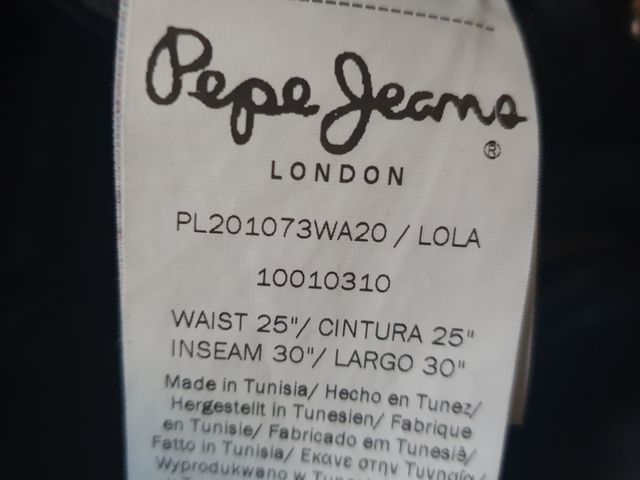 Pepe Jeans
®
LONDON
PL201073WA20 / LOLA
10010310
WAIST 25"/ CINTURA 25"
INSEAM 30"/ LARGO 30"
Made in Tunisia/ Hecho en Tunez/
Hergestellt in Tunesien/ Fabrique
en Tunisie/ Fabricado em Tunesia/
Fatto in Tunisia/ Εκανε στην Τυνησία/
Wyprodukwano w